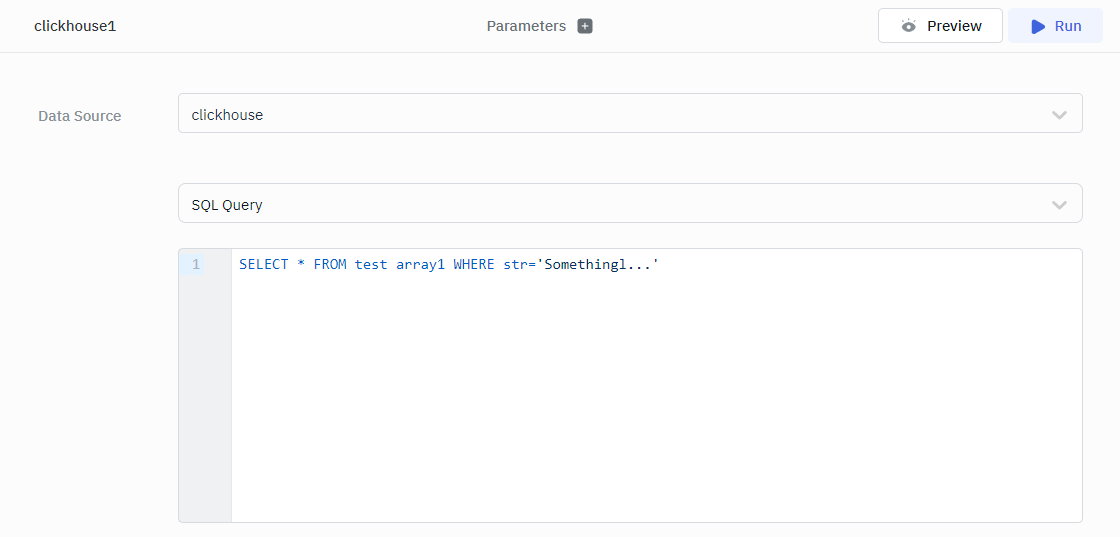 clickhouse1
Parameters +
Preview
Run
Data Source
clickhouse
SQL Query
1 SELECT * FROM test array1 WHERE str='Somethingl...'